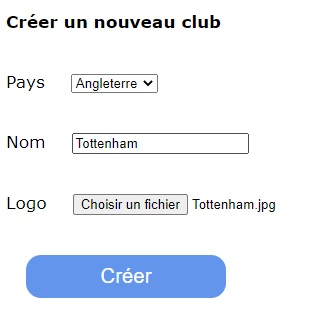 Créer un nouveau club
Pays Angleterre
Nom Tottenham
Logo Choisir un fichier Tottenham.jpg
Créer